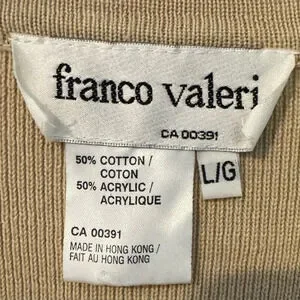 franco valeri
CA 00391
50% COTTON /
COTON
50% ACRYLIC /
ACRYLIQUE
L/G
CA 00391
MADE IN HONG KONG /
FAIT AU HONG KONG